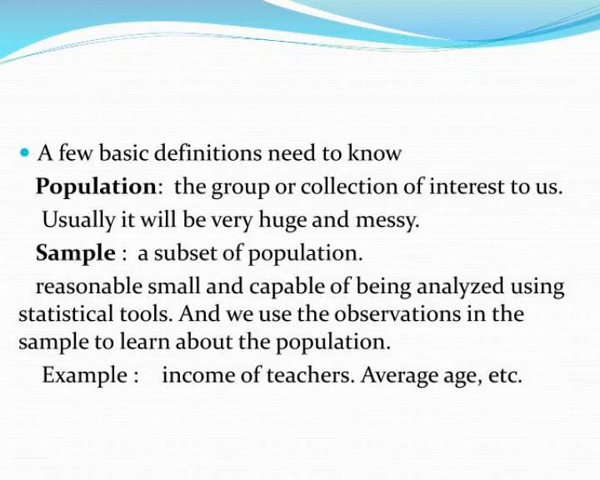 A few basic definitions need to know
Population: the group or collection of interest to us.
Usually it will be very huge and messy.
Sample : a subset of population.
reasonable small and capable of being analyzed using
statistical tools. And we use the observations in the
sample to learn about the population.
Example : income of teachers. Average age, etc.